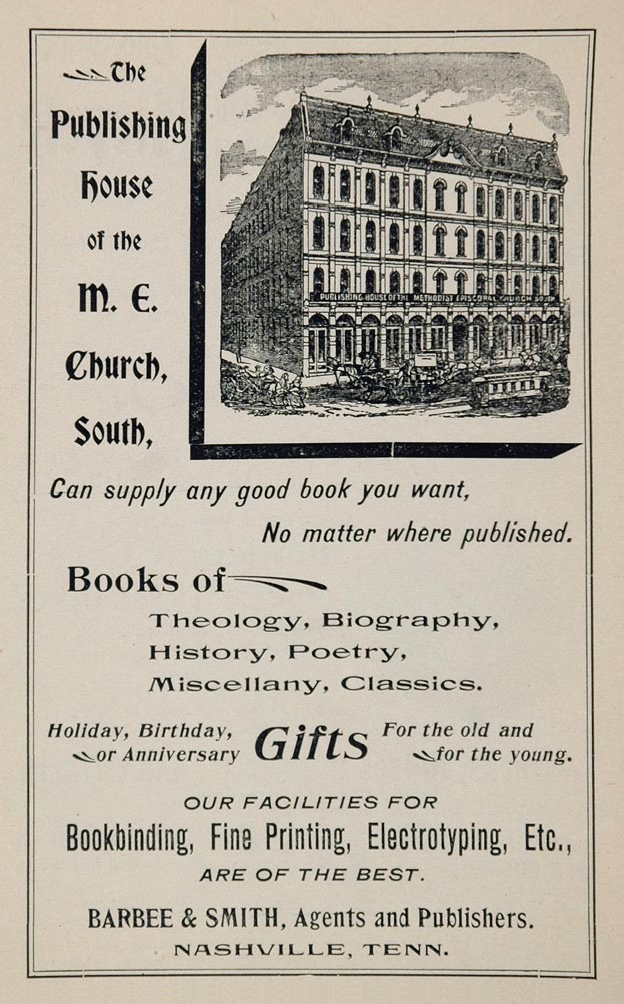 The
Publishing
House
of the
M. E.
Church,
South,
PUBLISHING HOUSE OF THE METHODIST EPISCOPAL CHURCH SOUTH
Can supply any good book you want,
No matter where published.
Books of
Theology, Biography,
History, Poetry,
Miscellany, Classics.
Holiday, Birthday,
or Anniversary
Gifts
For the old and
for the young.
OUR FACILITIES FOR
Bookbinding, Fine Printing, Electrotyping, Etc.,
ARE OF THE BEST.
BARBEE & SMITH, Agents and Publishers.
NASHVILLE, TENN.